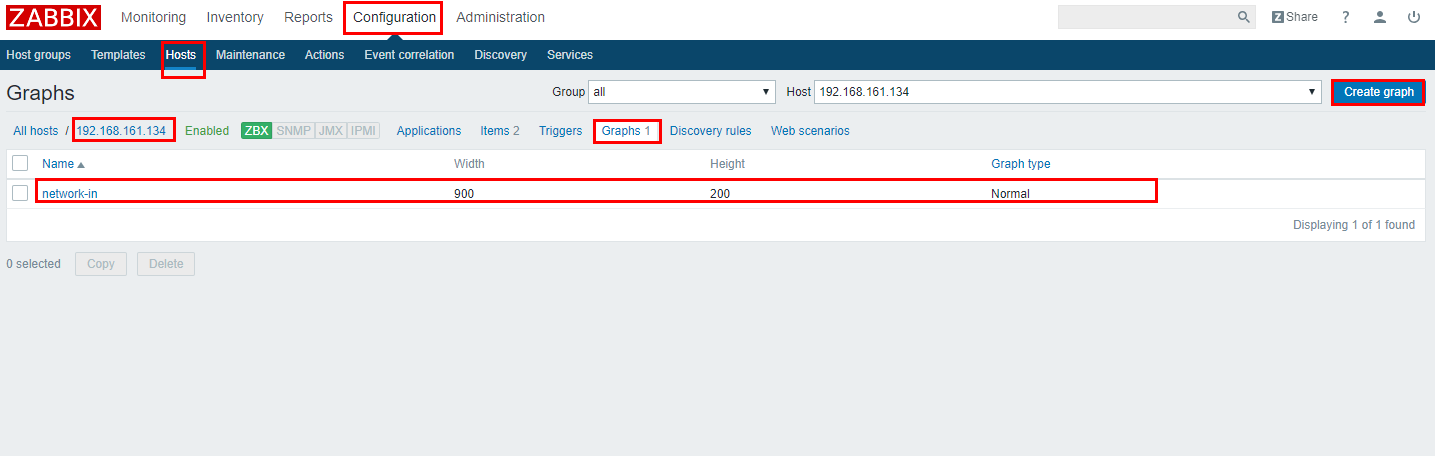 ZABBIX Monitoring Inventory Reports Configuration Administration Z Share ?
Host groups Templates Hosts Maintenance Actions Event correlation Discovery Services
Graphs Group all Host 192.168.161.134 Create graph
All hosts / 192.168.161.134 Enabled ZBX SNMP JMX IPMI Applications Items 2 Triggers Graphs 1 Discovery rules Web scenarios
Name Width Height Graph type
network-in 900 200 Normal
Displaying 1 of 1 found
0 selected Copy Delete